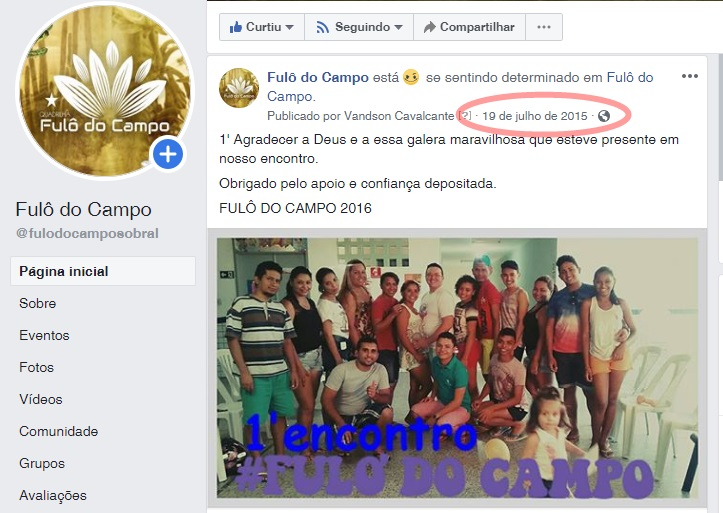 QUADRILHA
Fulô do Campo
Fulô do Campo
@fulodocamposobral
Página inicial
Sobre
Eventos
Fotos
Vídeos
Comunidade
Grupos
Avaliações
Curtiu
Seguindo
Compartilhar
Fulô do Campo está se sentindo determinado em Fulô do
Campo.
Publicado por Vandson Cavalcante [?] · 19 de julho de 2015 ·
1' Agradecer a Deus e a essa galera maravilhosa que esteve presente em
nosso encontro.
Obrigado pelo apoio e confiança depositada.
FULÔ DO CAMPO 2016
1'encontro
#FULÔ DO CAMPO